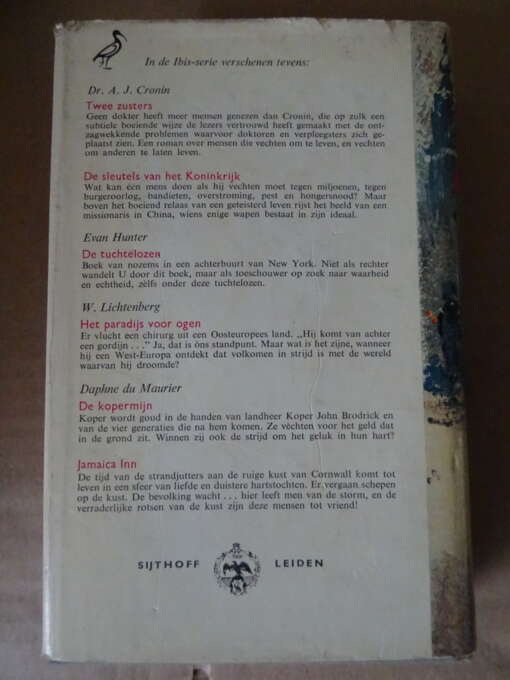 In de Ibis-serie verschenen tevens:
Dr. A. J. Cronin
Twee zusters
Geen dokter heeft meer mensen genezen dan Cronin, die op zulk een
subtiele boeiende wijze de lezers vertrouwd heeft gemaakt met de ont-
zagwekkende problemen waarvoor doktoren en verpleegsters zich ge-
plaatst zien. Een roman over mensen die vechten om te leven, en vechten
om anderen te laten leven.
De sleutels van het Koninkrijk
Wat kan één mens doen als hij vechten moet tegen miljoenen, tegen
burgeroorlog, bandieten, overstroming, pest en hongersnood? Maar
boven het boeiend relaas van een geteisterd leven rijst het beeld van een
missionaris in China, wiens enige wapen bestaat in zijn ideaal.
Evan Hunter
De tuchtelozen
Boek van nozems in een achterbuurt van New York. Niet als rechter
wandelt U door dit boek, maar als toeschouwer op zoek naar waarheid
en echtheid, zèlfs onder deze tuchtelozen.
W. Lichtenberg
Het paradijs voor ogen
Er vlucht een chirurg uit een Oosteuropees land. „Hij komt van achter
een gordijn . . .” Ja, dat is óns standpunt. Maar wat is het zijne, wanneer
hij een West-Europa ontdekt dat volkomen in strijd is met de wereld
waarvan hij droomde?
Daphne du Maurier
De kopermijn
Koper wordt goud in de handen van landheer Koper John Brodrick en
van de vier generaties die na hem komen. Ze vèchten voor het geld dat
in de grond zit. Winnen zij ook de strijd om het geluk in hun hart?
Jamaica Inn
De tijd van de strandjutters aan de ruige kust van Cornwall komt tot
leven in een sfeer van liefde en duistere hartstochten. Er vergaan schepen
op de kust. De bevolking wacht . . . hier leeft men van de storm, en de
verraderlijke rotsen van de kust zijn deze mensen tot vriend!
SIJTHOFF LEIDEN